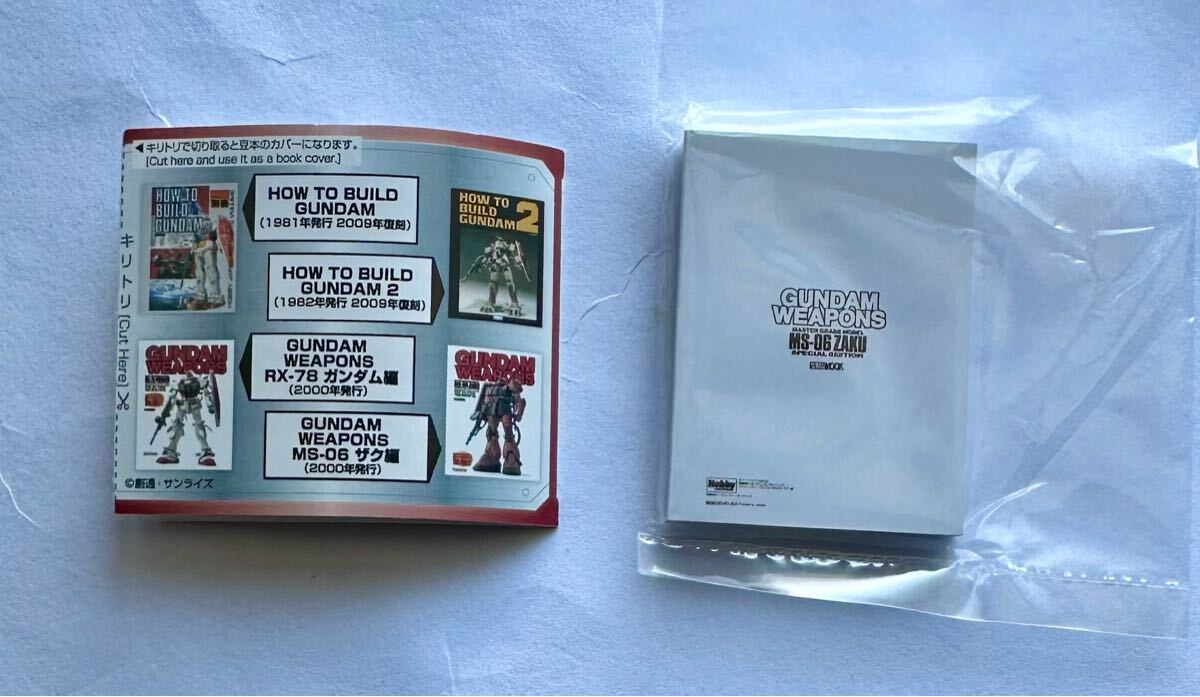 ◀キリトリで切り取ると豆本のカバーになります。
[Cut here and use it as a book cover.]
キリトリ [Cut Here]
HOW TO
BUILD
GUNDAM
HOW TO BUILD
GUNDAM
(1981年発行 2009年復刻)
HOW TO
BUILD
GUNDAM 2
HOW TO BUILD
GUNDAM 2
(1982年発行 2009年復刻)
GUNDAM
WEAPONS
GUNDAM
WEAPONS
RX-78 ガンダム編
(2000年発行)
GUNDAM
WEAPONS
GUNDAM
WEAPONS
MS-06 ザク編
(2000年発行)
©創通・サンライズ
GUNDAM
WEAPONS
MASTER GRADE MODEL
MS-06 ZAKU
SPECIAL EDITION
MOOK
Hobby